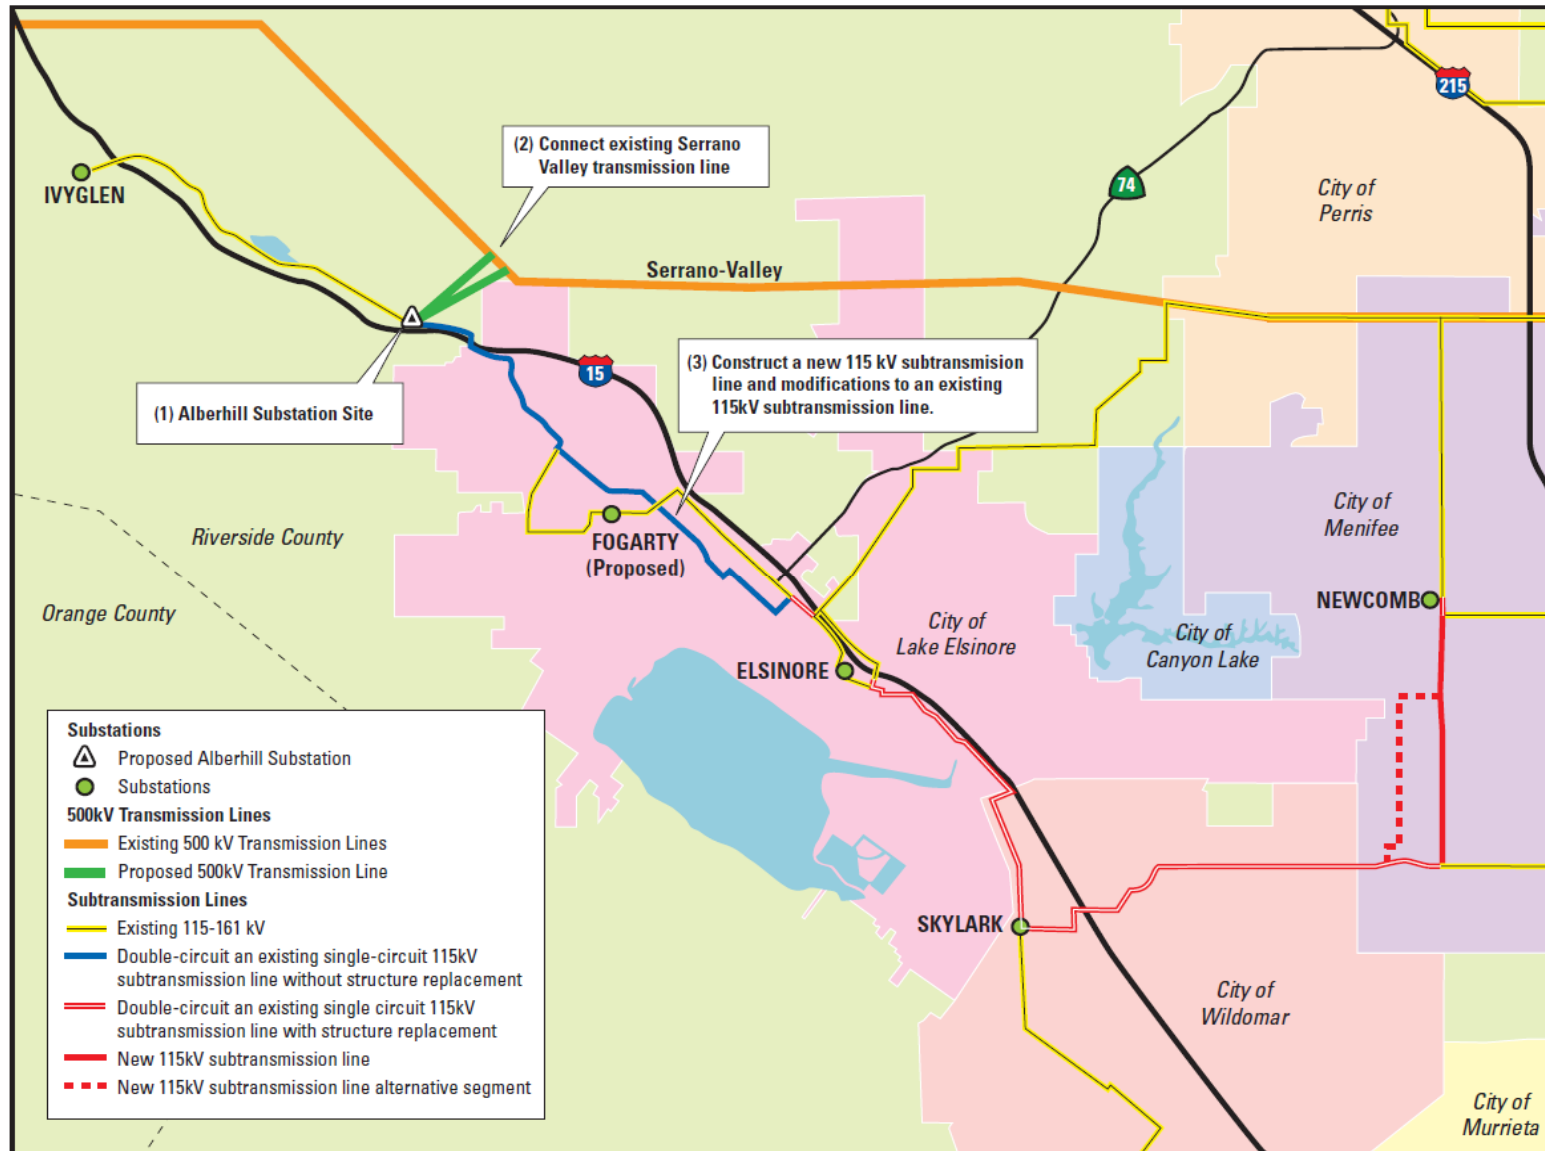 215
(2) Connect existing Serrano
Valley transmission line
74
IVYGLEN
City of
Perris
Serrano-Valley
(3) Construct a new 115 kV subtransmision
line and modifications to an existing
115kV subtransmission line.
15
(1) Alberhill Substation Site
City of
Menifee
Riverside County
FOGARTY
(Proposed)
Orange County
NEWCOMB
City of
Lake Elsinore
City of
Canyon Lake
ELSINORE
Substations
Proposed Alberhill Substation
Substations
500kV Transmission Lines
Existing 500 kV Transmission Lines
Proposed 500kV Transmission Line
Subtransmission Lines
Existing 115-161 kV
Double-circuit an existing single-circuit 115kV
subtransmission line without structure replacement
Double-circuit an existing single circuit 115kV
subtransmission line with structure replacement
New 115kV subtransmission line
New 115kV subtransmission line alternative segment
SKYLARK
City of
Wildomar
City of
Murrieta